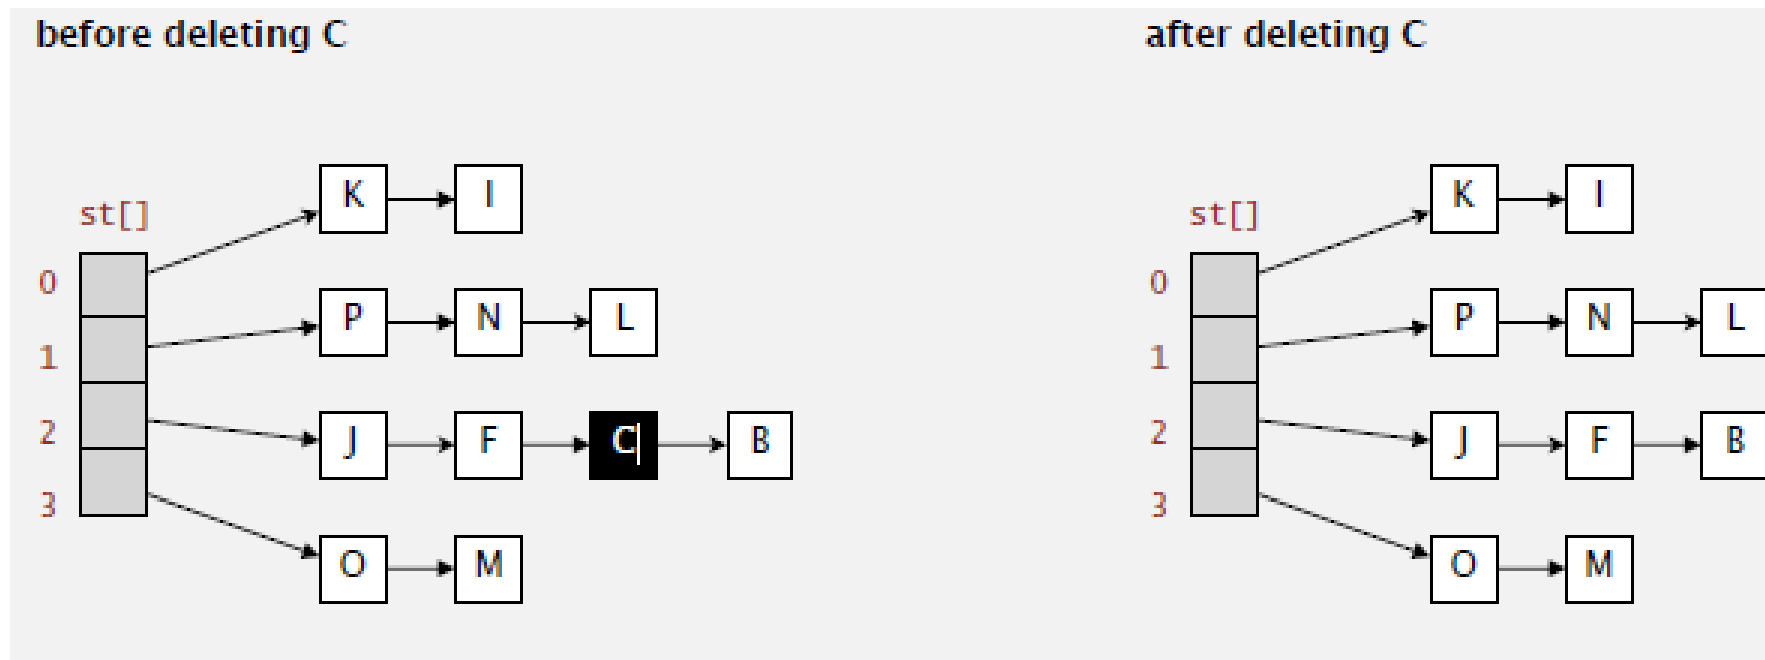 before deleting C
after deleting C
st[]
0
1
2
3
K I
P N L
J F C B
O M
st[]
0
1
2
3
K I
P N L
J F B
O M